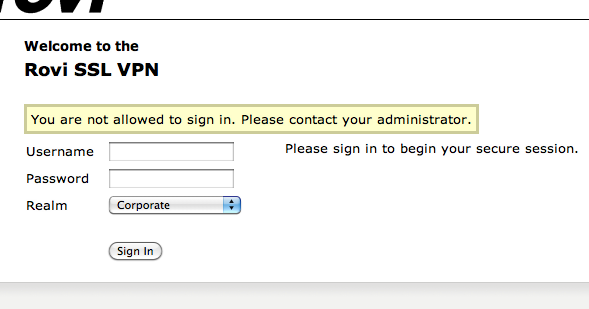 rovi
Welcome to the
Rovi SSL VPN
You are not allowed to sign in. Please contact your administrator.
Username
Please sign in to begin your secure session.
Password
Realm
Corporate
Sign In